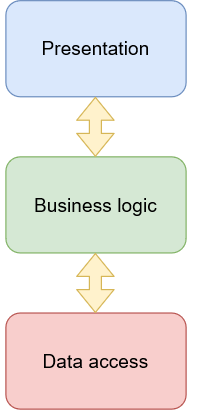 Presentation
Business logic
Data access